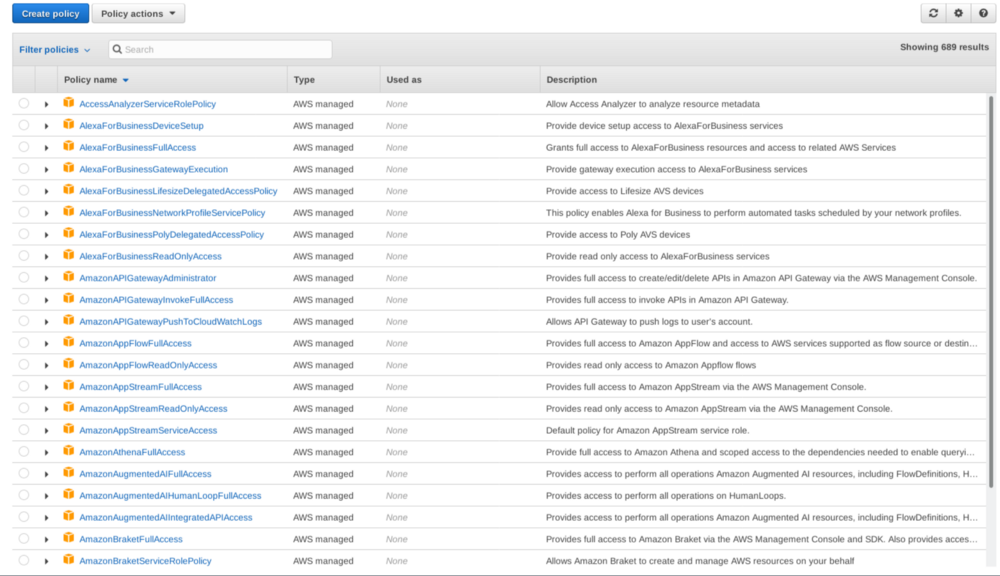 Create policy Policy actions
Filter policies Search Showing 689 results
Policy name Type Used as Description
AccessAnalyzerServiceRolePolicy AWS managed None Allow Access Analyzer to analyze resource metadata
AlexaForBusinessDeviceSetup AWS managed None Provide device setup access to AlexaForBusiness services
AlexaForBusinessFullAccess AWS managed None Grants full access to AlexaForBusiness resources and access to related AWS Services
AlexaForBusinessGatewayExecution AWS managed None Provide gateway execution access to AlexaForBusiness services
AlexaForBusinessLifesizeDelegatedAccessPolicy AWS managed None Provide access to Lifesize AVS devices
AlexaForBusinessNetworkProfileServicePolicy AWS managed None This policy enables Alexa for Business to perform automated tasks scheduled by your network profiles.
AlexaForBusinessPolyDelegatedAccessPolicy AWS managed None Provide access to Poly AVS devices
AlexaForBusinessReadOnlyAccess AWS managed None Provide read only access to AlexaForBusiness services
AmazonAPIGatewayAdministrator AWS managed None Provides full access to create/edit/delete APIs in Amazon API Gateway via the AWS Management Console.
AmazonAPIGatewayInvokeFullAccess AWS managed None Provides full access to invoke APIs in Amazon API Gateway.
AmazonAPIGatewayPushToCloudWatchLogs AWS managed None Allows API Gateway to push logs to user's account.
AmazonAppFlowFullAccess AWS managed None Provides full access to Amazon AppFlow and access to AWS services supported as flow source or destin...
AmazonAppFlowReadOnlyAccess AWS managed None Provides read only access to Amazon Appflow flows
AmazonAppStreamFullAccess AWS managed None Provides full access to Amazon AppStream via the AWS Management Console.
AmazonAppStreamReadOnlyAccess AWS managed None Provides read only access to Amazon AppStream via the AWS Management Console.
AmazonAppStreamServiceAccess AWS managed None Default policy for Amazon AppStream service role.
AmazonAthenaFullAccess AWS managed None Provide full access to Amazon Athena and scoped access to the dependencies needed to enable queryi...
AmazonAugmentedAIFullAccess AWS managed None Provides access to perform all operations Amazon Augmented AI resources, including FlowDefinitions, H...
AmazonAugmentedAIHumanLoopFullAccess AWS managed None Provides access to perform all operations on HumanLoops.
AmazonAugmentedAIIntegratedAPIAccess AWS managed None Provides access to perform all operations Amazon Augmented AI resources, including FlowDefinitions, H...
AmazonBraketFullAccess AWS managed None Provides full access to Amazon Braket via the AWS Management Console and SDK. Also provides acces...
AmazonBraketServiceRolePolicy AWS managed None Allows Amazon Braket to create and manage AWS resources on your behalf